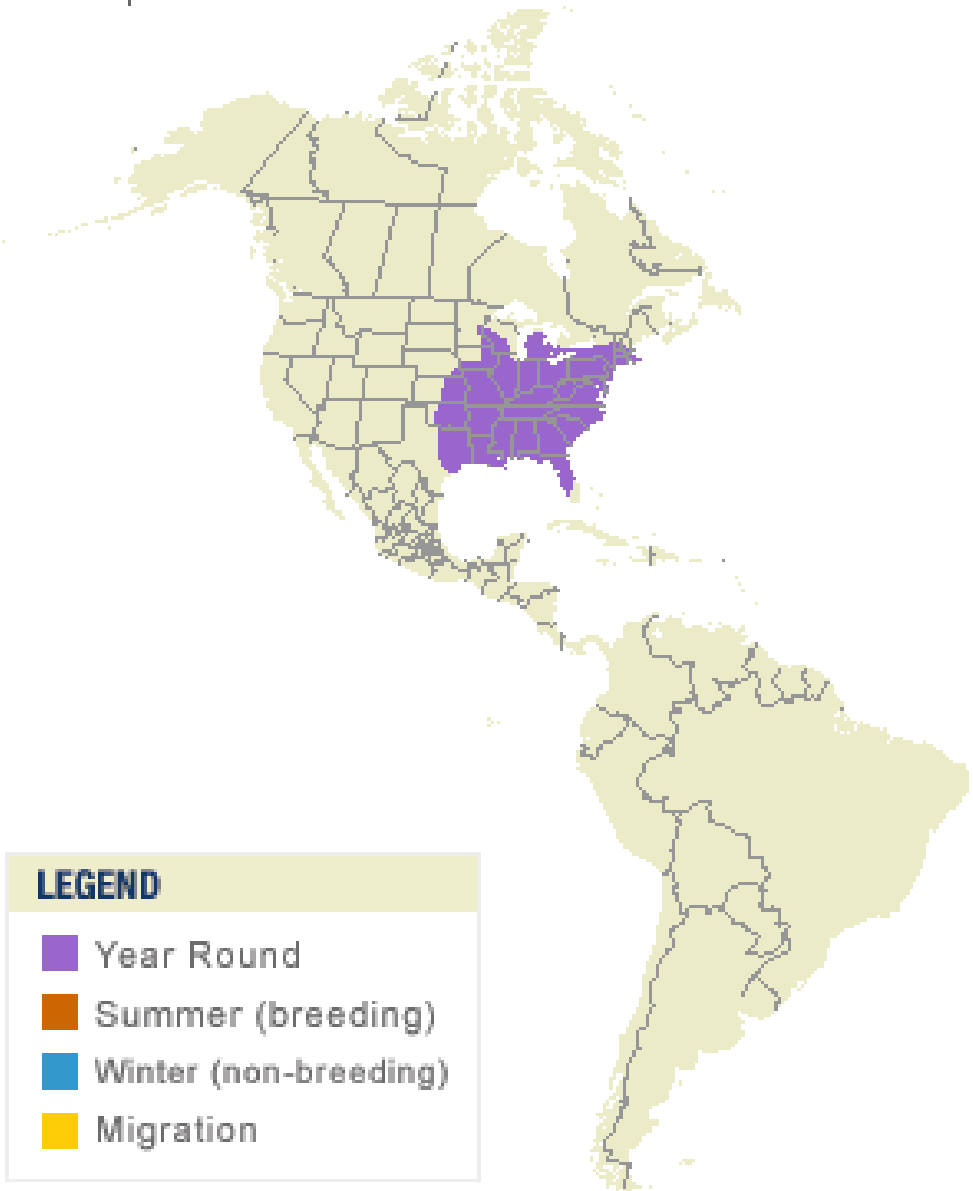 LEGEND
Year Round
Summer (breeding)
Winter (non-breeding)
Migration